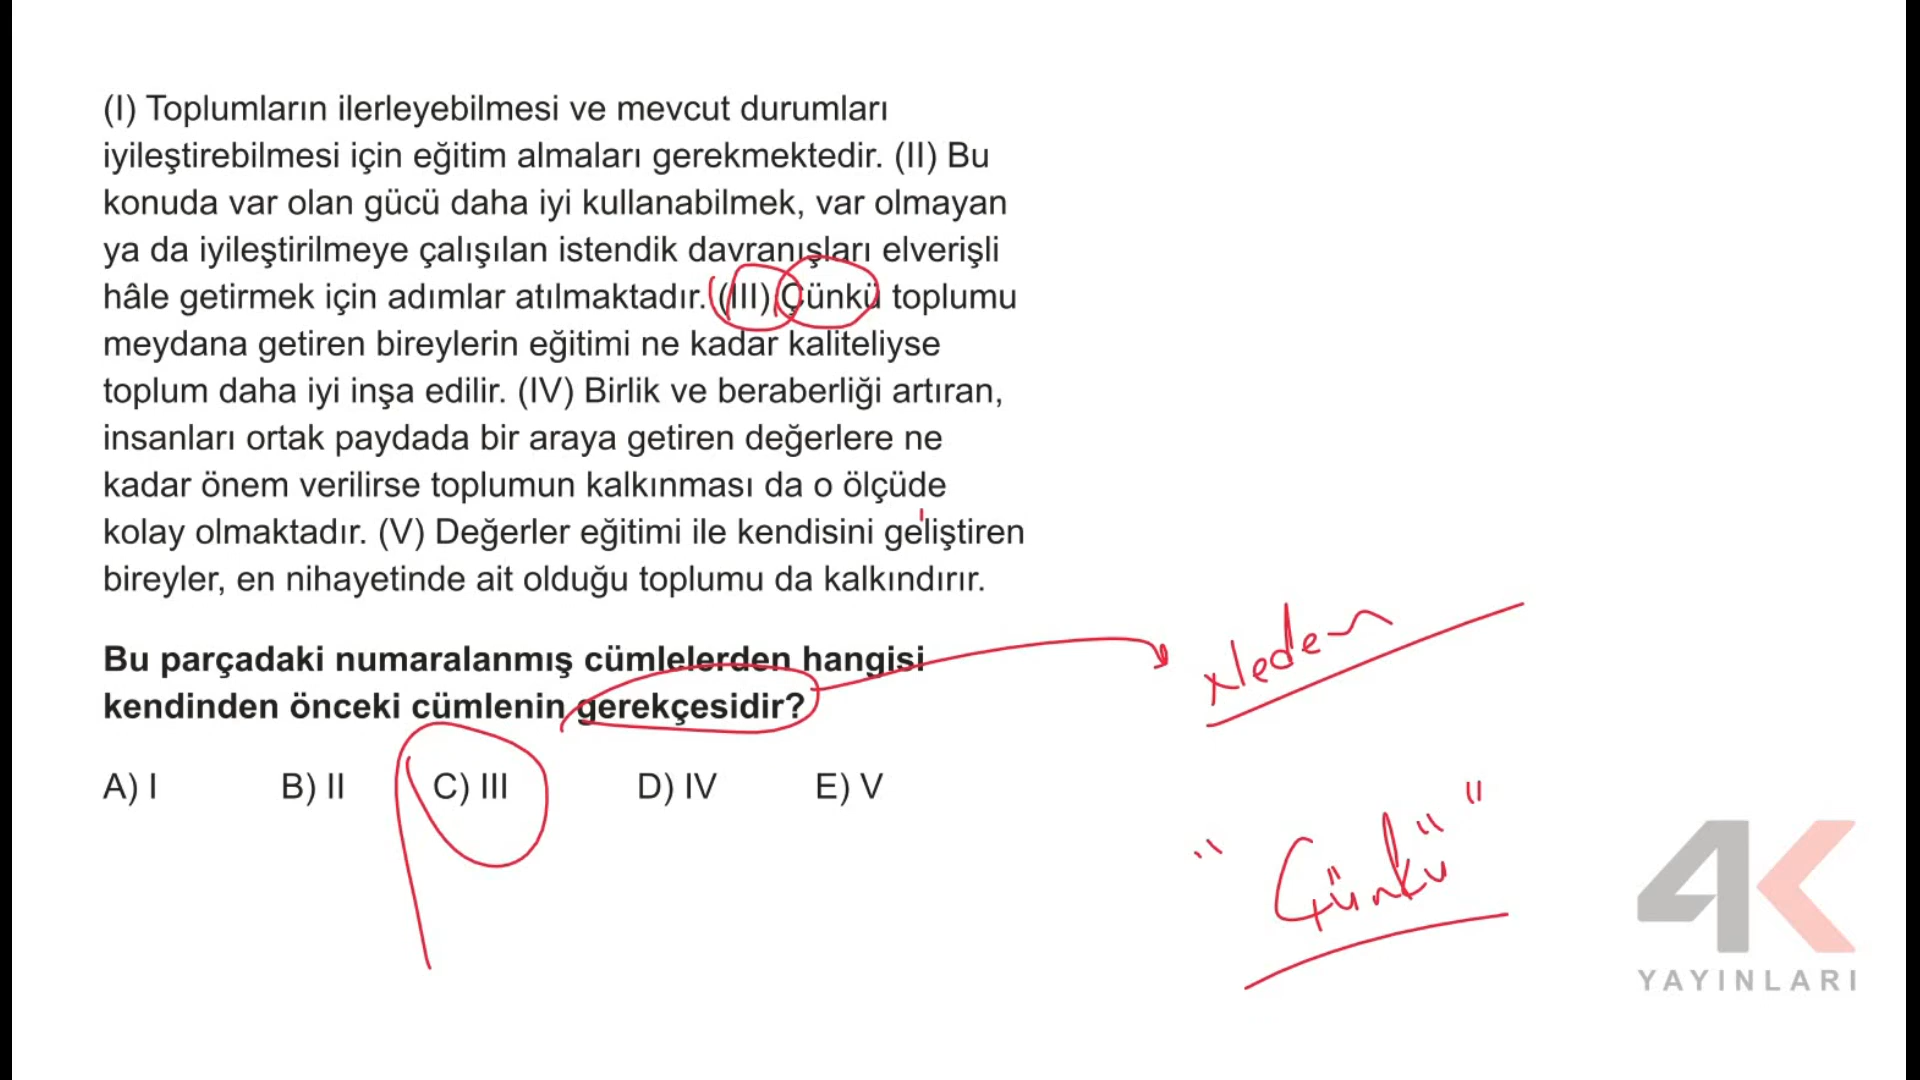 (I) Toplumların ilerleyebilmesi ve mevcut durumları
iyileştirebilmesi için eğitim almaları gerekmektedir. (II) Bu
konuda var olan gücü daha iyi kullanabilmek, var olmayan
ya da iyileştirilmeye çalışılan istendik davranışları elverişli
hâle getirmek için adımlar atılmaktadır. (III) Çünkü toplumu
meydana getiren bireylerin eğitimi ne kadar kaliteliyse
toplum daha iyi inşa edilir. (IV) Birlik ve beraberliği artıran,
insanları ortak paydada bir araya getiren değerlere ne
kadar önem verilirse toplumun kalkınması da o ölçüde
kolay olmaktadır. (V) Değerler eğitimi ile kendisini geliştiren
bireyler, en nihayetinde ait olduğu toplumu da kalkındırır.
Bu parçadaki numaralanmış cümlelerden hangisi
kendinden önceki cümlenin gerekçesidir?
A) I B) II C) III D) IV E) V
Neden
"Çünkü"
4K
YAYINLARI